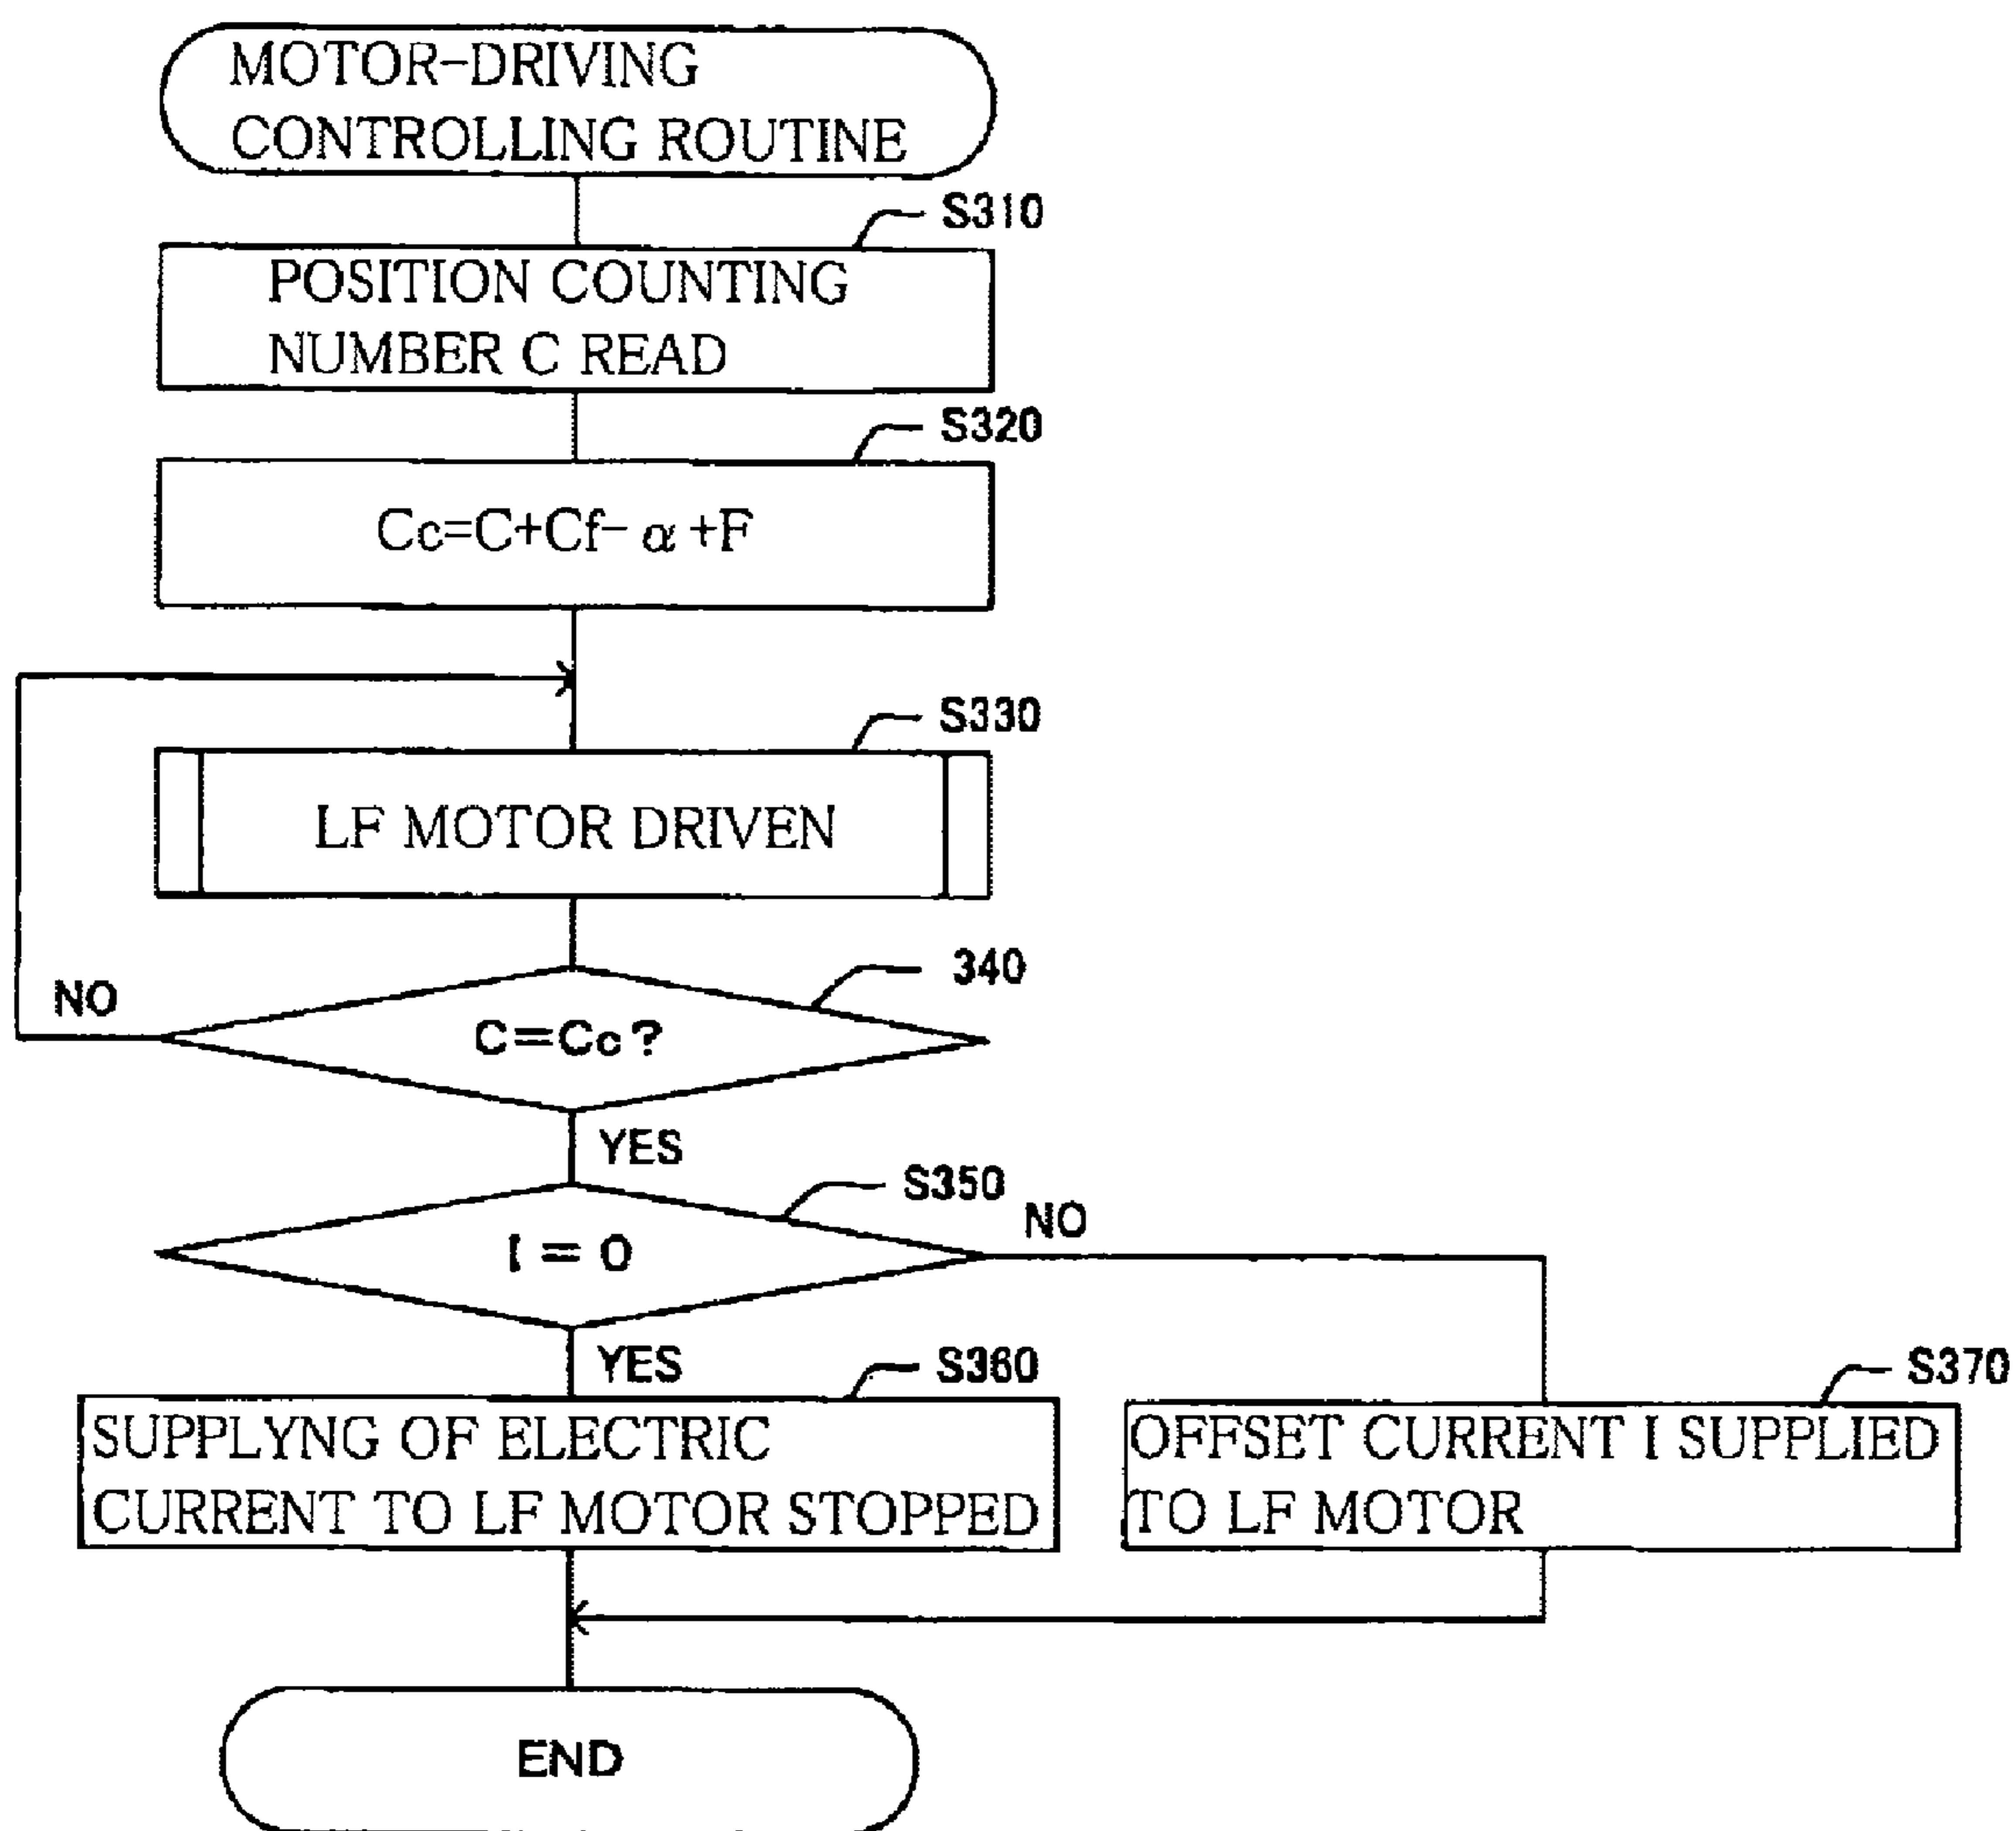 MOTOR-DRIVING
CONTROLLING ROUTINE
S310
POSITION COUNTING
NUMBER C READ
S320
Cc=C+Cf-α+F
S330
LF MOTOR DRIVEN
340
NO
C=Cc?
YES
S350
NO
I=0
YES
S360
SUPPLYNG OF ELECTRIC
CURRENT TO LF MOTOR STOPPED
S370
OFFSET CURRENT I SUPPLIED
TO LF MOTOR
END